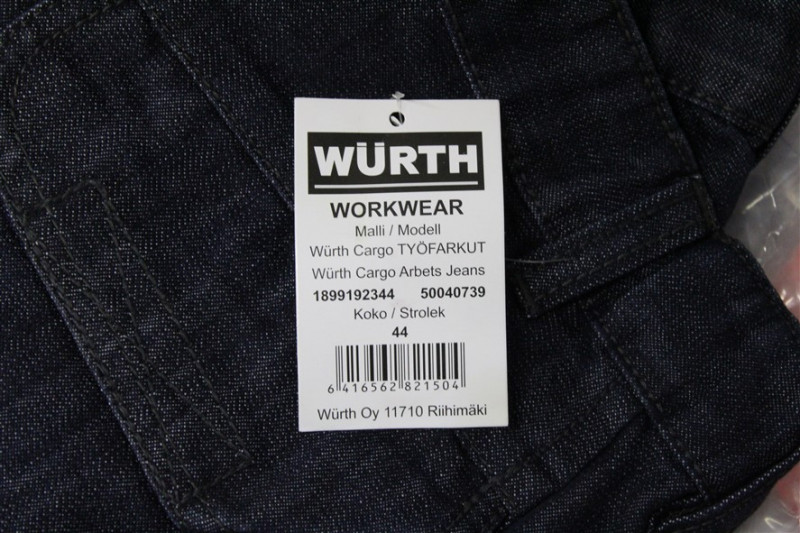 WÜRTH
WORKWEAR
Malli / Modell
Würth Cargo TYÖFARKUT
Würth Cargo Arbets Jeans
1899192344 50040739
Koko / Strolek
44
6 416562 821504
Würth Oy 11710 Riihimäki